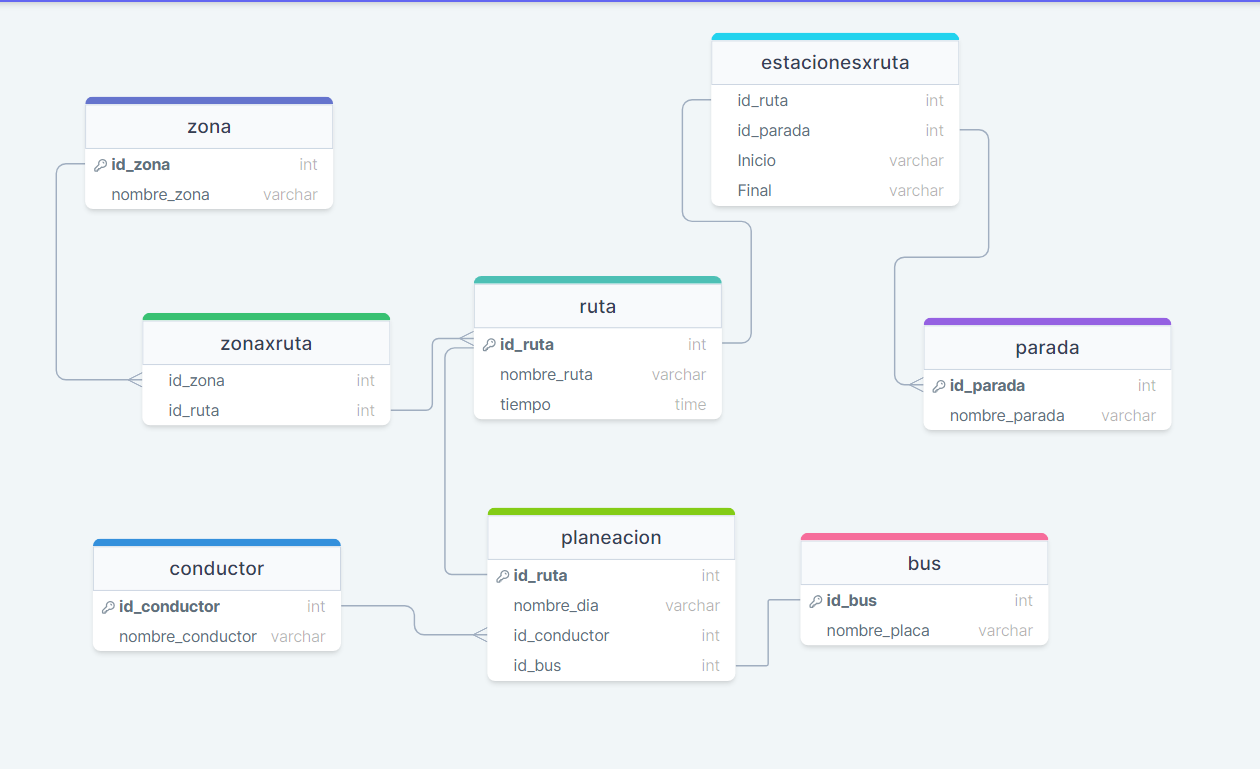 estacionesxruta
id_ruta int
id_parada int
Inicio varchar
Final varchar
zona
id_zona int
nombre_zona varchar
zonaxruta
id_zona int
id_ruta int
ruta
id_ruta int
nombre_ruta varchar
tiempo time
parada
id_parada int
nombre_parada varchar
conductor
id_conductor int
nombre_conductor varchar
planeacion
id_ruta int
nombre_dia varchar
id_conductor int
id_bus int
bus
id_bus int
nombre_placa varchar